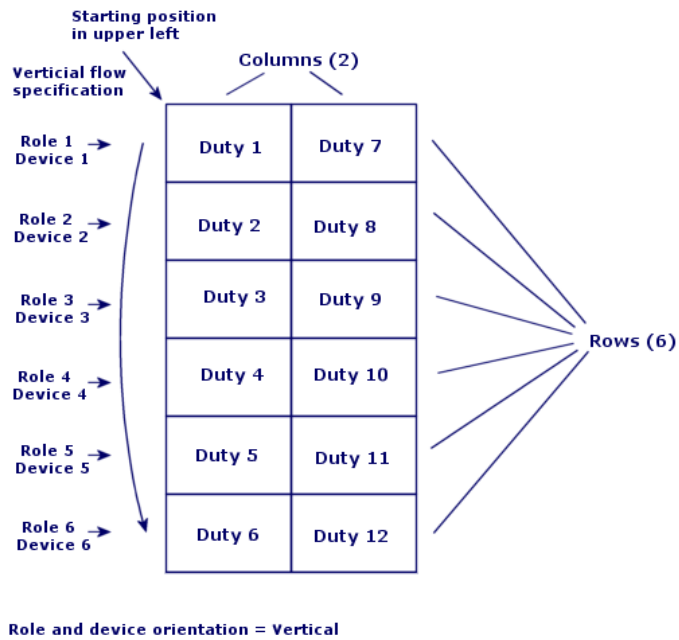 Starting position
in upper left
Columns (2)
Verticial flow
specification
Role 1
Device 1
Duty 1
Duty 7
Role 2
Device 2
Duty 2
Duty 8
Role 3
Device 3
Duty 3
Duty 9
Rows (6)
Role 4
Device 4
Duty 4
Duty 10
Role 5
Device 5
Duty 5
Duty 11
Role 6
Device 6
Duty 6
Duty 12
Role and device orientation = Vertical